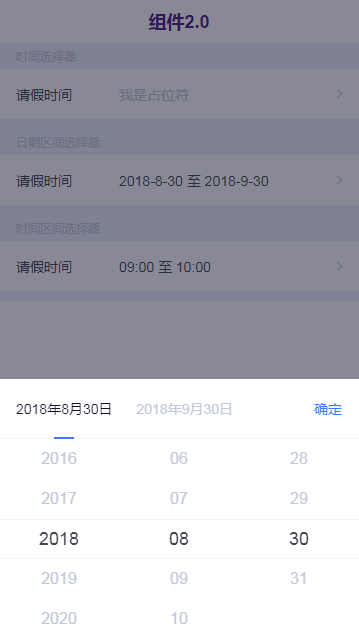 组件2.0
时间选择器:
请假时间 我是占位符
日期区间选择器:
请假时间 2018-8-30 至 2018-9-30
时间区间选择器:
请假时间 09:00 至 10:00
2018年8月30日 2018年9月30日 确定
2016 06 28
2017 07 29
2018 08 30
2019 09 31
2020 10